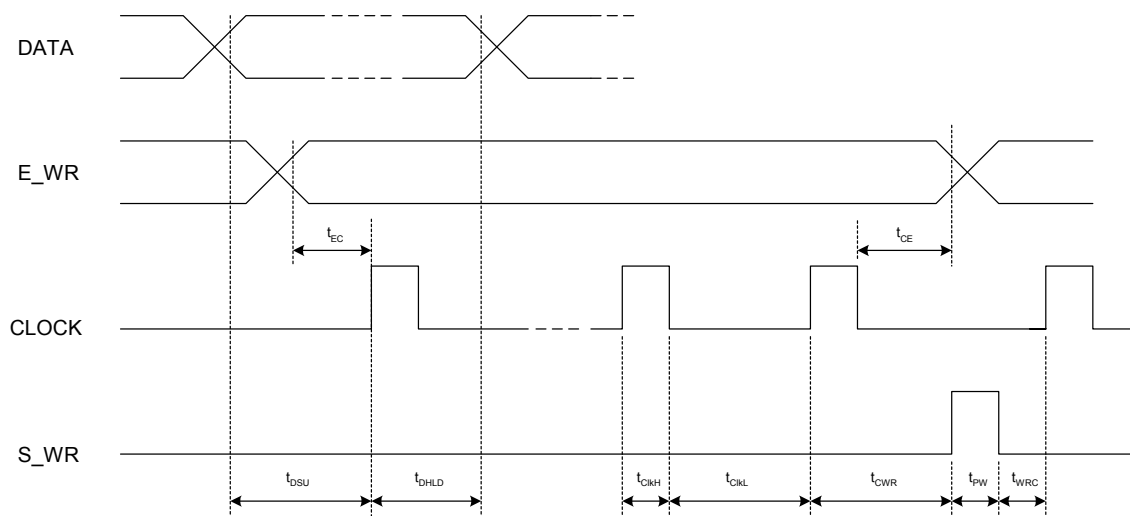 DATA
E_WR
tEC
tCE
CLOCK
S_WR
tDSU
tDHLD
tClkH
tClkL
tCWR
tPW
tWRC